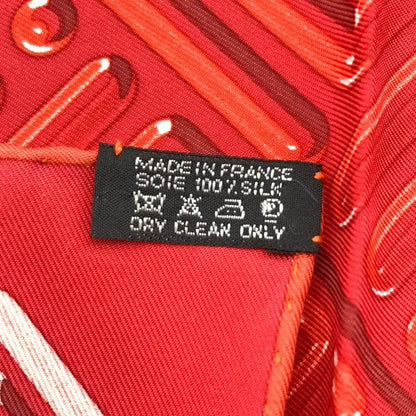 MADE IN FRANCE
SOIE 100% SILK
P
DRY CLEAN ONLY